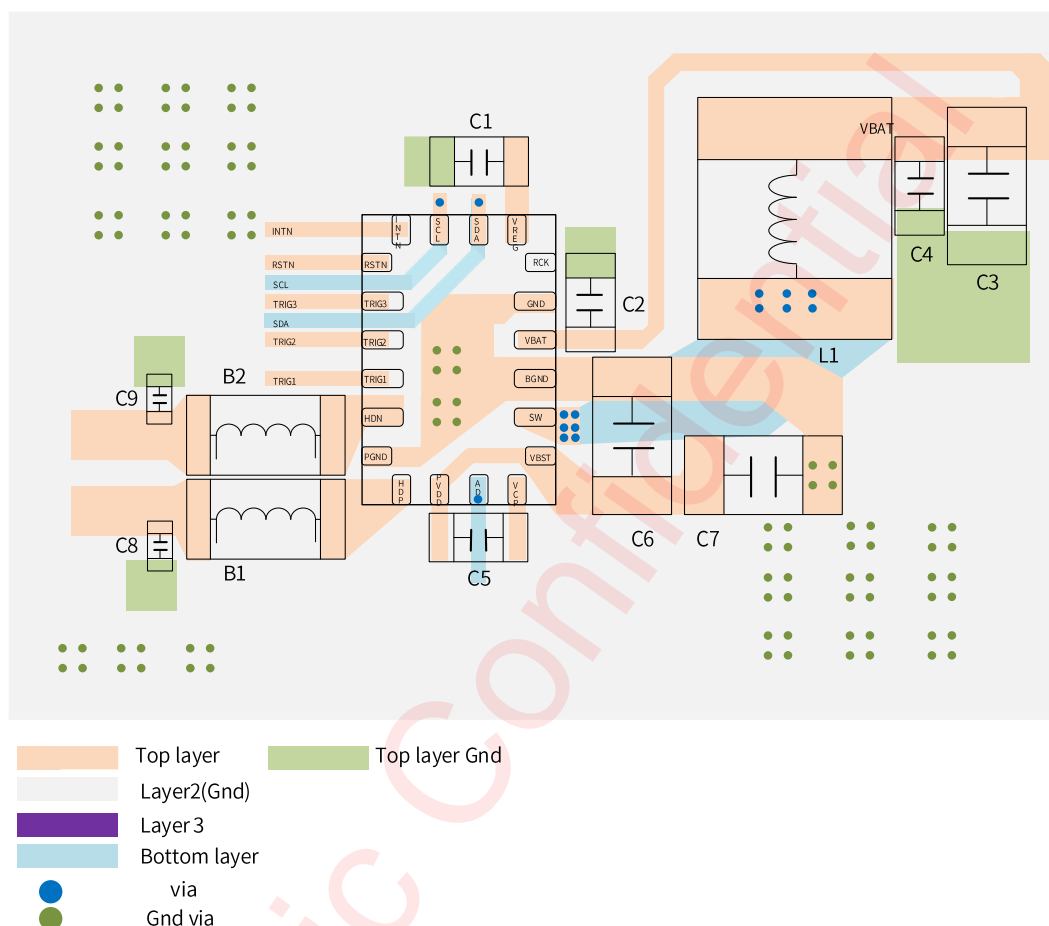 C1
VBAT
INTN
SCL
SDA
VREG
INTN
RSTN
RSTN
RCK
C4
C3
SCL
TRIG3
TRIG3
GND
C2
SDA
TRIG2
TRIG2
VBAT
L1
B2
TRIG1
TRIG1
BGND
C9
HDN
SW
PGND
VBST
HDP
PVDD
AD
VCP
C8
C6
C7
B1
C5
Top layer
Top layer Gnd
Layer2(Gnd)
Layer 3
Bottom layer
via
Gnd via
ic Confidential